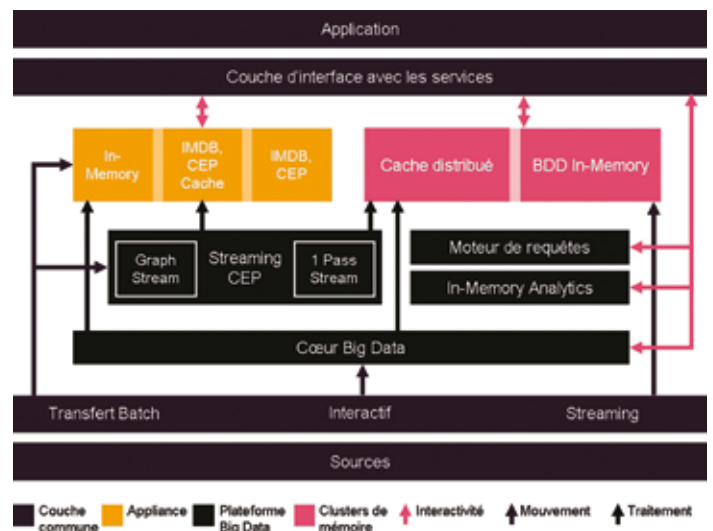 Application
Couche d'interface avec les services
In-
Memory
IMDB,
CEP
Cache
IMDB,
CEP
Cache distribué
BDD In-Memory
Graph
Stream
Streaming
CEP
1 Pass
Stream
Moteur de requêtes
In-Memory Analytics
Cœur Big Data
Transfert Batch
Interactif
Streaming
Sources
Couche
commune
Appliance
Plateforme
Big Data
Clusters de
mémoire
Interactivité
Mouvement
Traitement